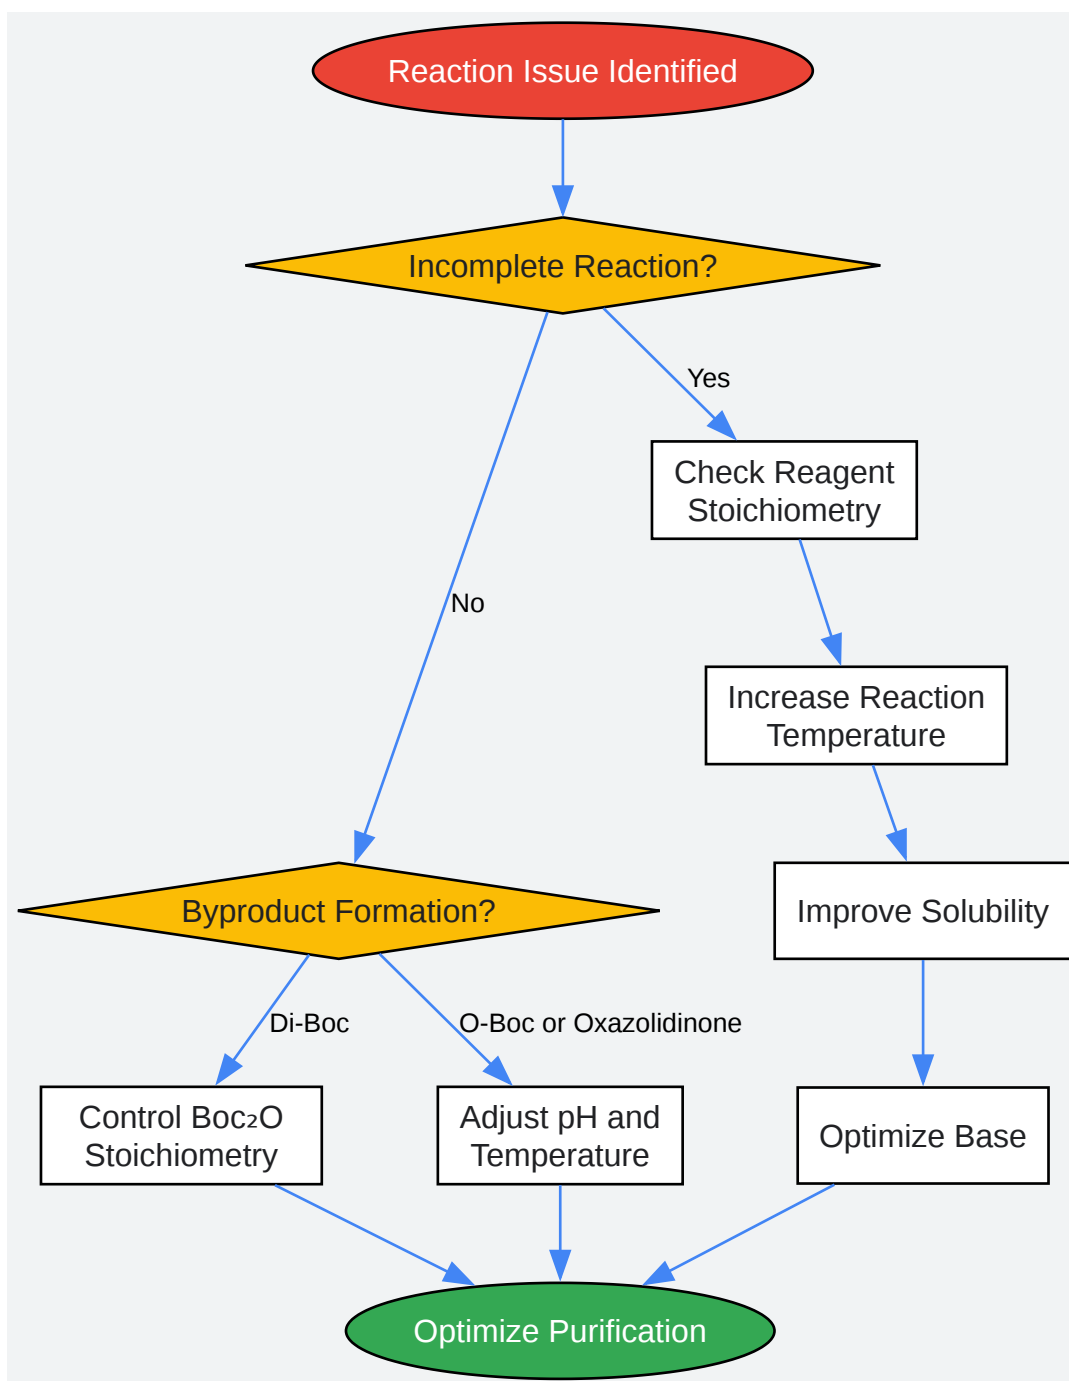 Reaction Issue Identified
Incomplete Reaction?
Yes
Check Reagent
Stoichiometry
No
Increase Reaction
Temperature
Byproduct Formation?
Improve Solubility
Di-Boc
O-Boc or Oxazolidinone
Control Boc₂O
Stoichiometry
Adjust pH and
Temperature
Optimize Base
Optimize Purification